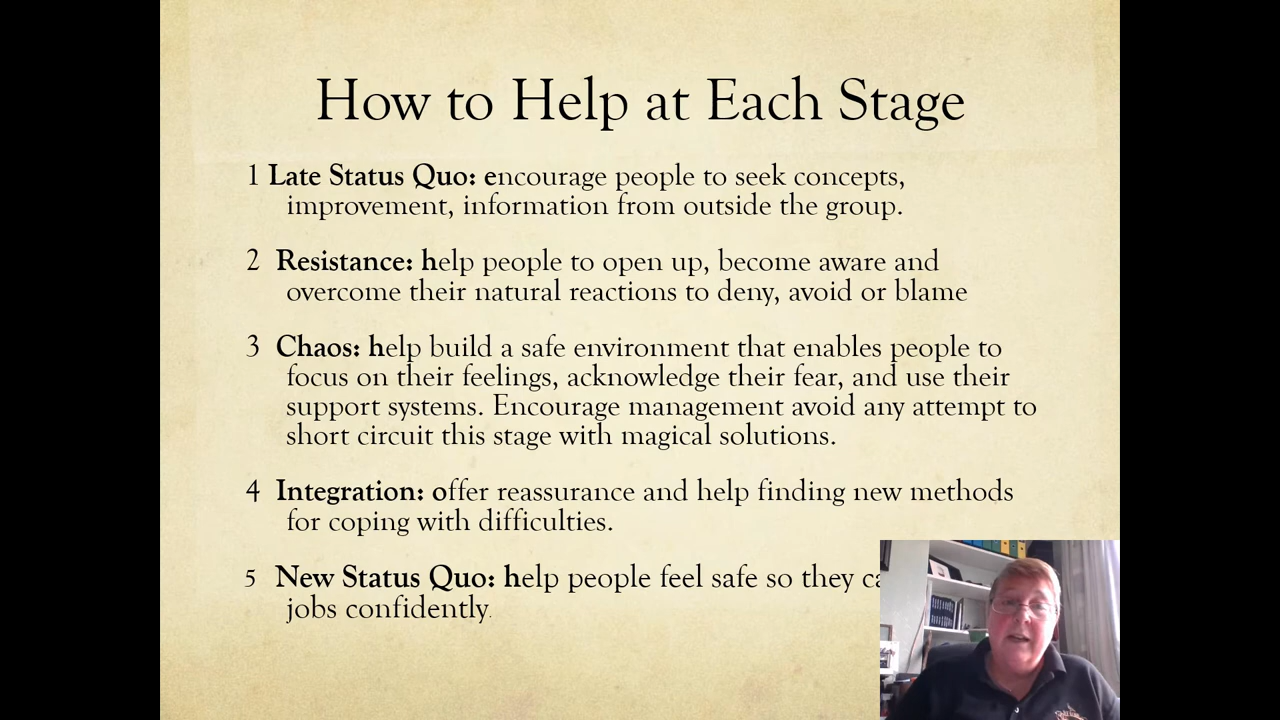 How to Help at Each Stage
1 Late Status Quo: encourage people to seek concepts,
improvement, information from outside the group.
2 Resistance: help people to open up, become aware and
overcome their natural reactions to deny, avoid or blame
3 Chaos: help build a safe environment that enables people to
focus on their feelings, acknowledge their fear, and use their
support systems. Encourage management avoid any attempt to
short circuit this stage with magical solutions.
4 Integration: offer reassurance and help finding new methods
for coping with difficulties.
5 New Status Quo: help people feel safe so they
jobs confidently.